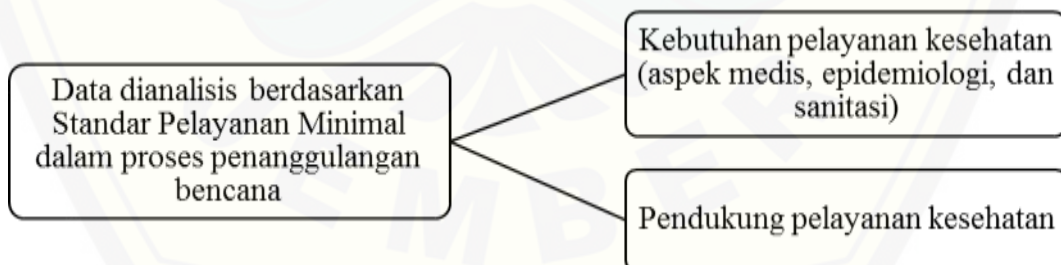 Data dianalisis berdasarkan
Standar Pelayanan Minimal
dalam proses penanggulangan
bencana
Kebutuhan pelayanan kesehatan
(aspek medis, epidemiologi, dan
sanitasi)
Pendukung pelayanan kesehatan